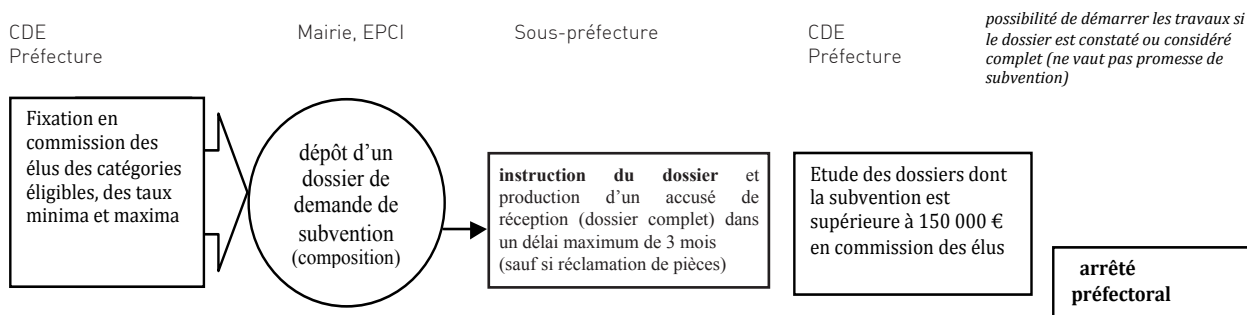 CDE
Préfecture
Mairie, EPCI
Sous-préfecture
CDE
Préfecture
possibilité de démarrer les travaux si
le dossier est constaté ou considéré
complet (ne vaut pas promesse de
subvention)
Fixation en
commission des
élus des catégories
éligibles, des taux
minima et maxima
dépôt d’un
dossier de
demande de
subvention
(composition)
instruction du dossier et
production d’un accusé de
réception (dossier complet) dans
un délai maximum de 3 mois
(sauf si réclamation de pièces)
Etude des dossiers dont
la subvention est
supérieure à 150 000 €
en commission des élus
arrêté
préfectoral